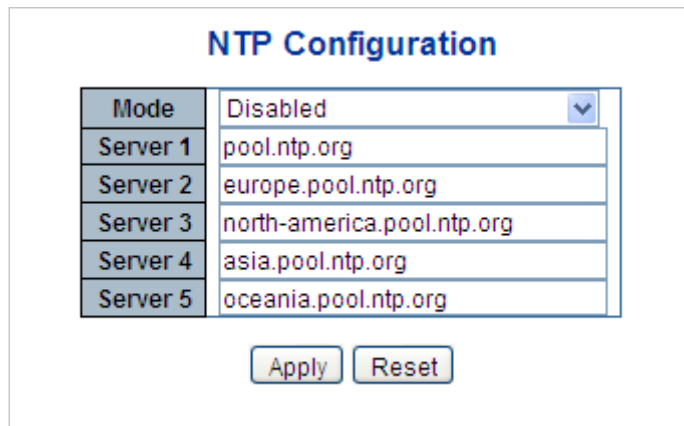 NTP Configuration
Mode Disabled
Server 1 pool.ntp.org
Server 2 europe.pool.ntp.org
Server 3 north-america.pool.ntp.org
Server 4 asia.pool.ntp.org
Server 5 oceania.pool.ntp.org
Apply Reset